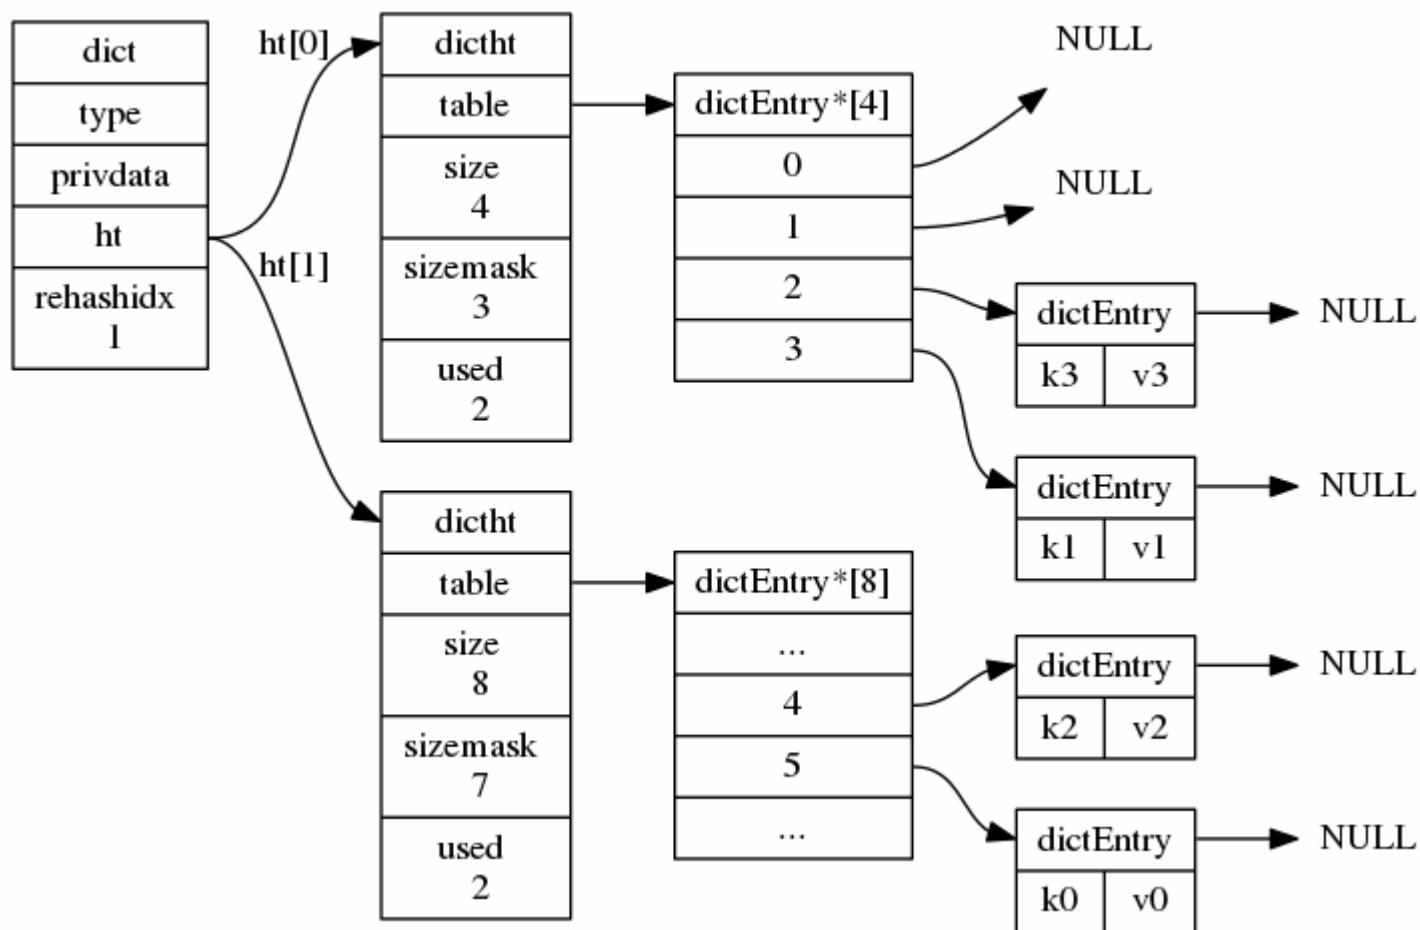 dict
type
privdata
ht
rehashidx
1
ht[0]
ht[1]
dictht
table
size
4
sizemask
3
used
2
dictht
table
size
8
sizemask
7
used
2
dictEntry*[4]
0
1
2
3
dictEntry*[8]
...
4
5
...
NULL
NULL
dictEntry
k3 v3
NULL
dictEntry
k1 v1
NULL
dictEntry
k2 v2
NULL
dictEntry
k0 v0
NULL